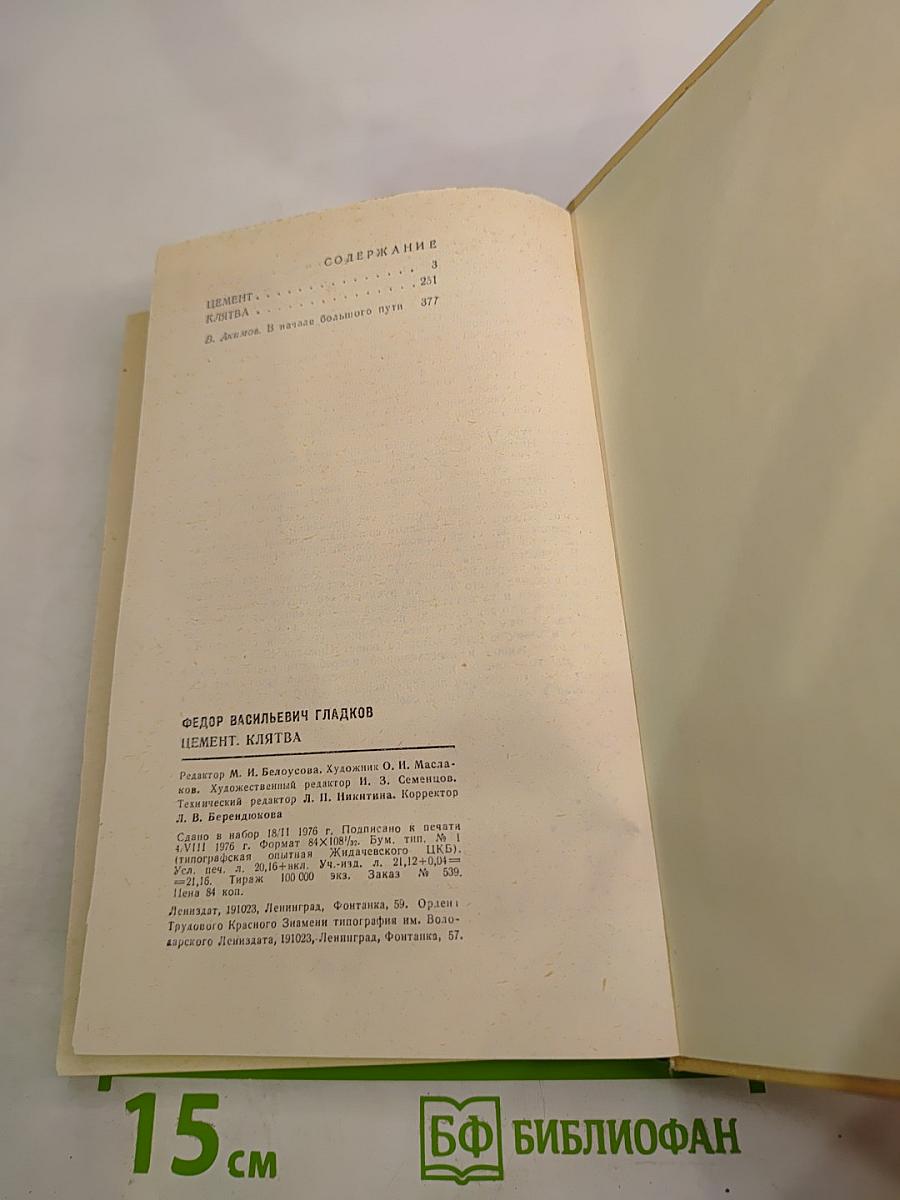 СОДЕРЖАНИЕ
ЦЕМЕНТ . . . . . . . . . . . . . . 3
КЛЯТВА . . . . . . . . . . . . . . 251
В. Акимов. В начале большого пути 377
ФЕДОР ВАСИЛЬЕВИЧ ГЛАДКОВ
ЦЕМЕНТ. КЛЯТВА
Редактор М. И. Белоусова. Художник О. И. Масла-
ков. Художественный редактор И. З. Семенцов.
Технический редактор Л. П. Никитина. Корректор
Л. В. Берендюкова
Сдано в набор 18/II 1976 г. Подписано к печати
4/VIII 1976 г. Формат 84×108¹/₃₂. Бум. тип. № 1
(типографская опытная Жидачевского ЦКБ).
Усл. печ. л. 20,16+вкл. Уч.-изд. л. 21,12+0,04=
=21,16. Тираж 100 000 экз. Заказ № 539.
Цена 84 коп.
Лениздат, 191023, Ленинград, Фонтанка, 59. Ордена
Трудового Красного Знамени типография им. Воло-
дарского Лениздата, 191023, Ленинград, Фонтанка, 57.
15 см
БФ БИБЛИОФАН